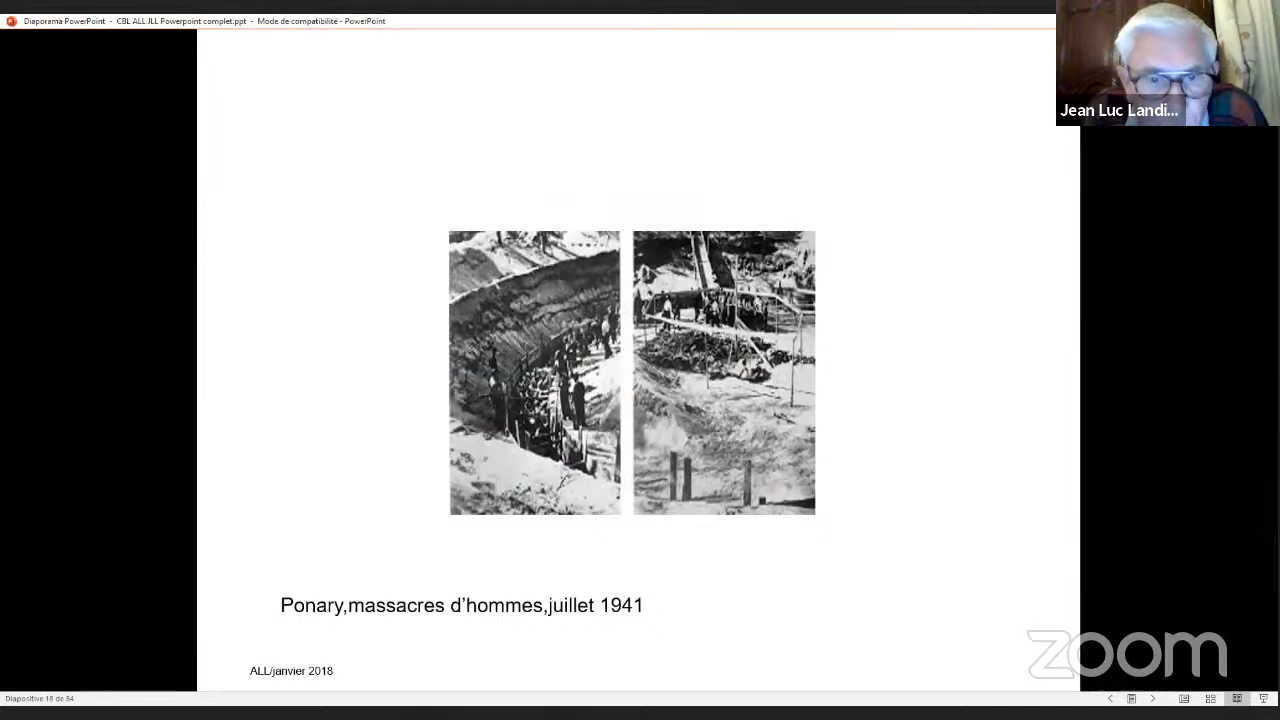 Diaporama PowerPoint - CBL ALL JLL Powerpoint complet.ppt - Mode de compatibilité - PowerPoint
Jean Luc Landi...
Ponary,massacres d’hommes,juillet 1941
ALL/janvier 2018
zoom
Diapositive 18 de 84